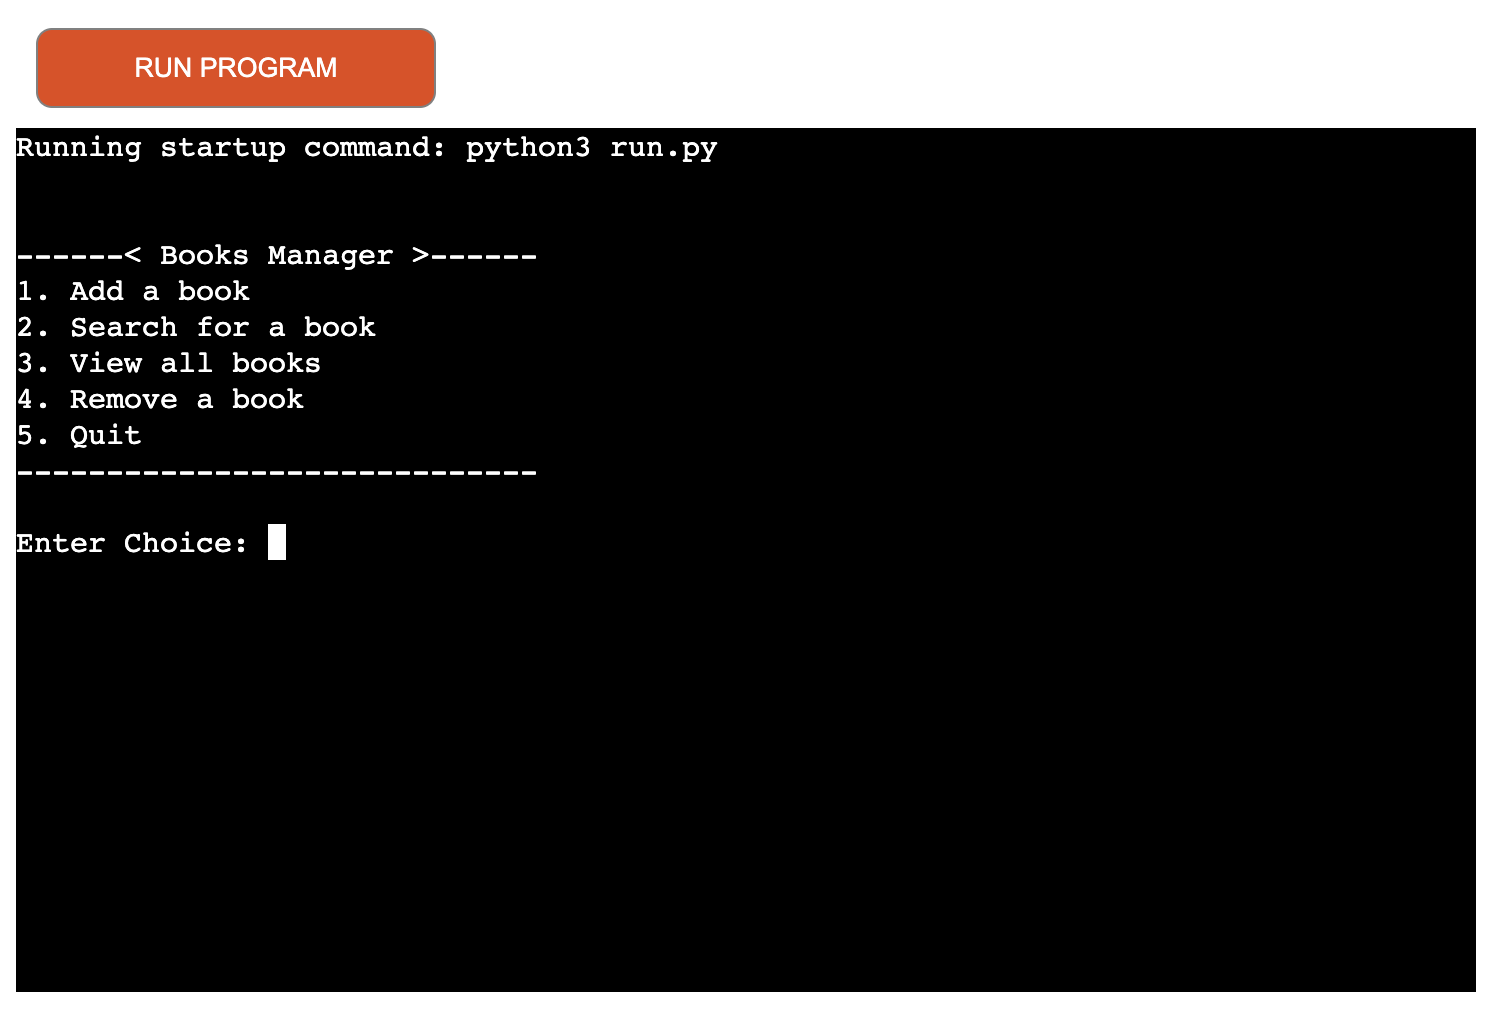 RUN PROGRAM
Running startup command: python3 run.py
------< Books Manager >------
1. Add a book
2. Search for a book
3. View all books
4. Remove a book
5. Quit
-----------------------------
Enter Choice: